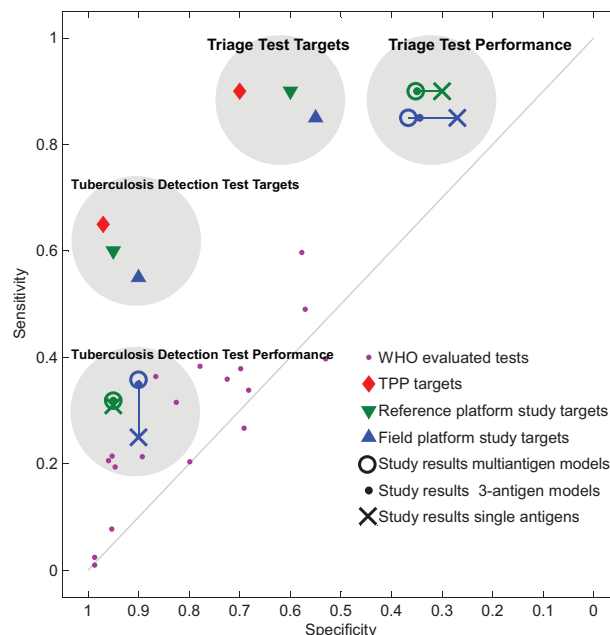 Triage Test Targets
Triage Test Performance
Tuberculosis Detection Test Targets
Tuberculosis Detection Test Performance
WHO evaluated tests
TPP targets
Reference platform study targets
Field platform study targets
Study results multiantigen models
Study results 3-antigen models
Study results single antigens
Sensitivity
1
0.8
0.6
0.4
0.2
0
1 0.9 0.8 0.7 0.6 0.5 0.4 0.3 0.2 0.1 0
Specificity